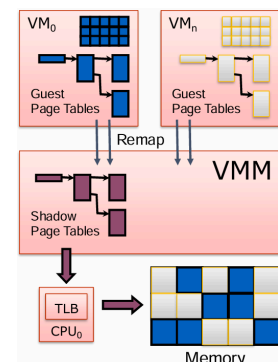 VM0
VMn
Guest
Page Tables
Guest
Page Tables
Remap
VMM
Shadow
Page Tables
TLB
CPU0
Memory